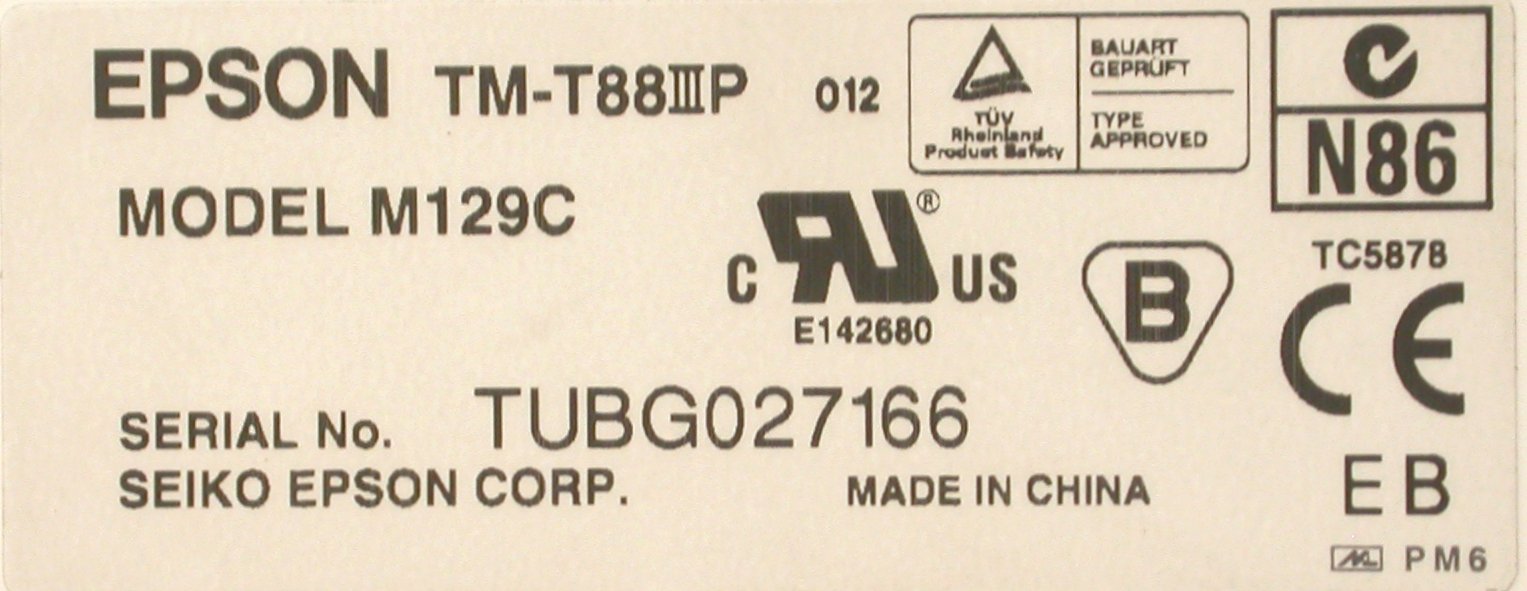 EPSON TM-T88IIIP 012
TÜV
Rheinland
Product Safety
BAUART
GEPRÜFT
TYPE
APPROVED
N86
MODEL M129C
C RU® US
E142680
B
TC5878
CE
SERIAL No. TUBG027166
SEIKO EPSON CORP. MADE IN CHINA
EB
PM6